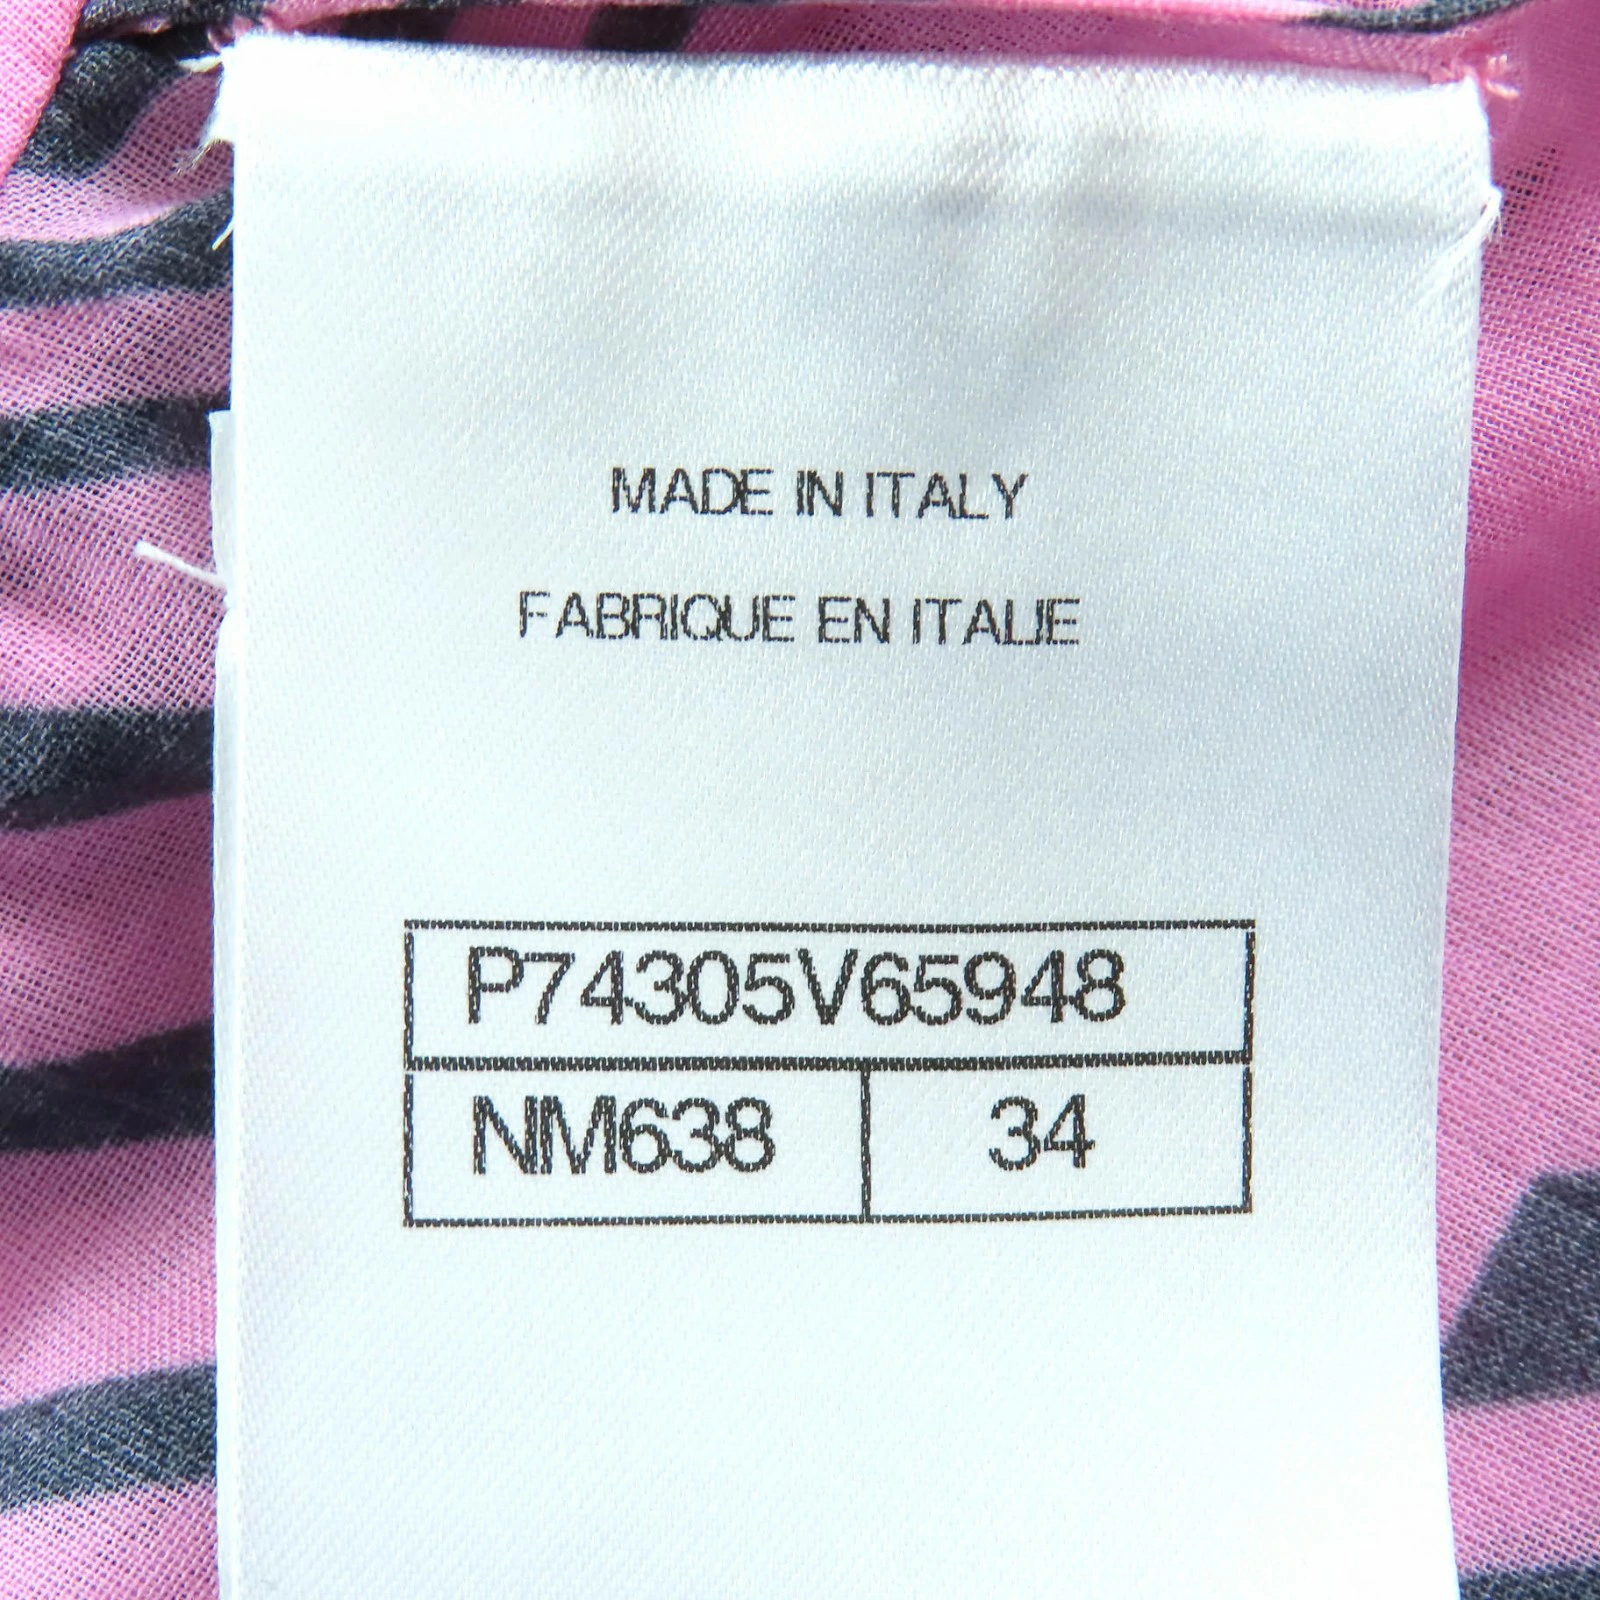 MADE IN ITALY
FABRIQUE EN ITALIE
P74305V65948
NM638 34